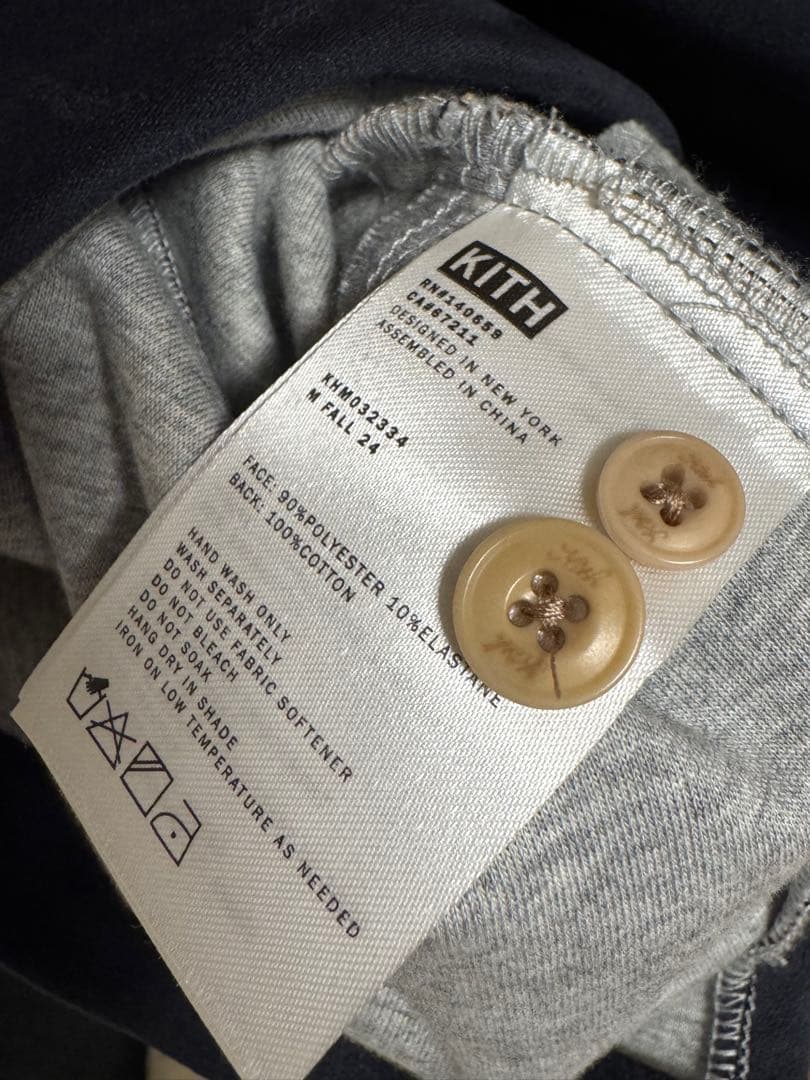 KITH
RN#140659
CA#67211
DESIGNED IN NEW YORK
ASSEMBLED IN CHINA
KHM032334
M FALL 24
FACE: 90%POLYESTER 10%ELASTANE
BACK: 100%COTTON
HAND WASH ONLY
WASH SEPARATELY
DO NOT USE FABRIC SOFTENER
DO NOT BLEACH
DO NOT SOAK
HANG DRY IN SHADE
IRON ON LOW TEMPERATURE AS NEEDED